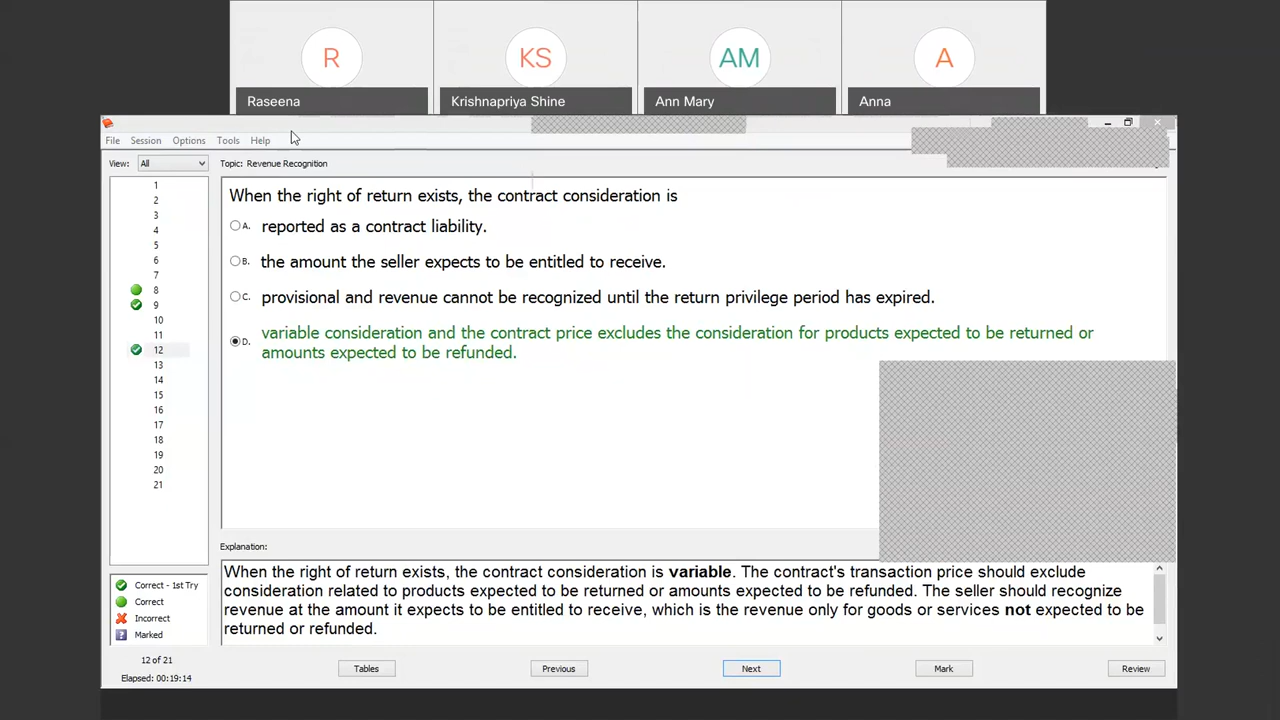 R KS AM A
Raseena Krishnapriya Shine Ann Mary Anna
File Session Options Tools Help
View: All Topic: Revenue Recognition
1
2
3
4
5
6
7
8
9
10
11
12
13
14
15
16
17
18
19
20
21
When the right of return exists, the contract consideration is
A. reported as a contract liability.
B. the amount the seller expects to be entitled to receive.
C. provisional and revenue cannot be recognized until the return privilege period has expired.
D. variable consideration and the contract price excludes the consideration for products expected to be returned or
amounts expected to be refunded.
Explanation:
When the right of return exists, the contract consideration is variable. The contract's transaction price should exclude
consideration related to products expected to be returned or amounts expected to be refunded. The seller should recognize
revenue at the amount it expects to be entitled to receive, which is the revenue only for goods or services not expected to be
returned or refunded.
Correct - 1st Try
Correct
Incorrect
Marked
12 of 21
Elapsed: 00:19:14
Tables Previous Next Mark Review